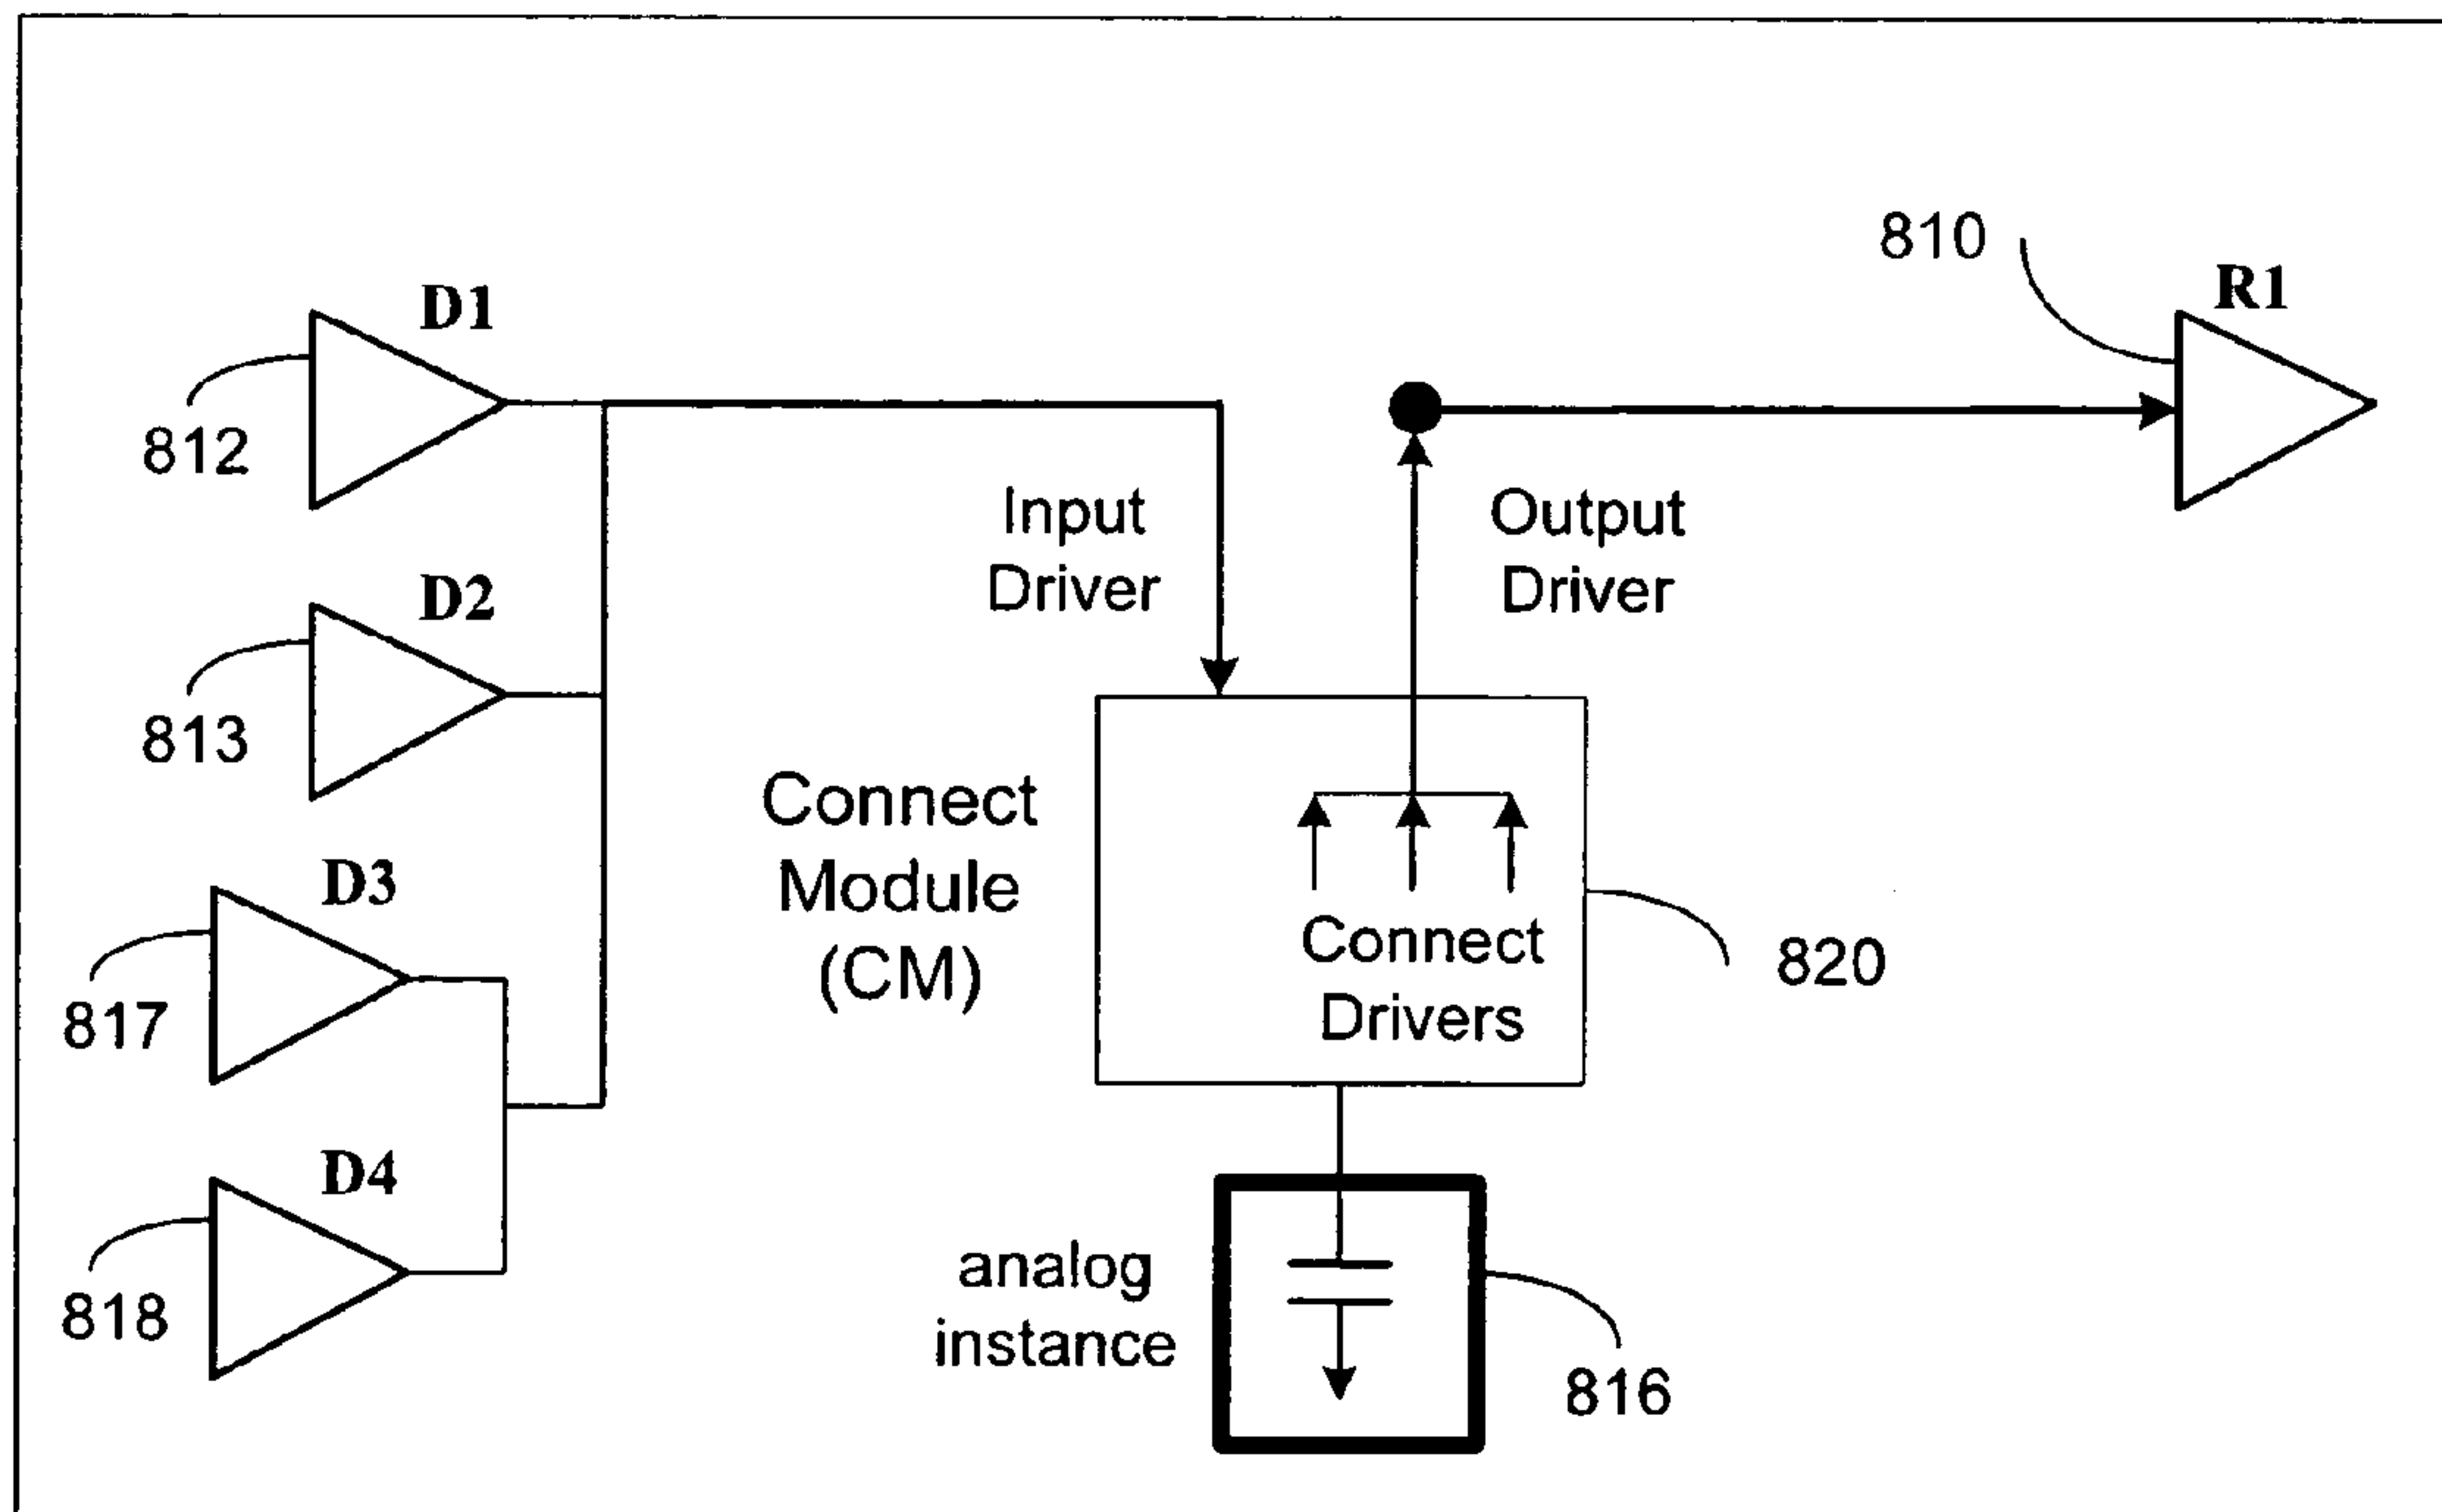 810
R1
D1
812
Input
Driver
Output
Driver
D2
813
Connect
Module
(CM)
D3
817
Connect
Drivers
820
D4
818
analog
instance
816